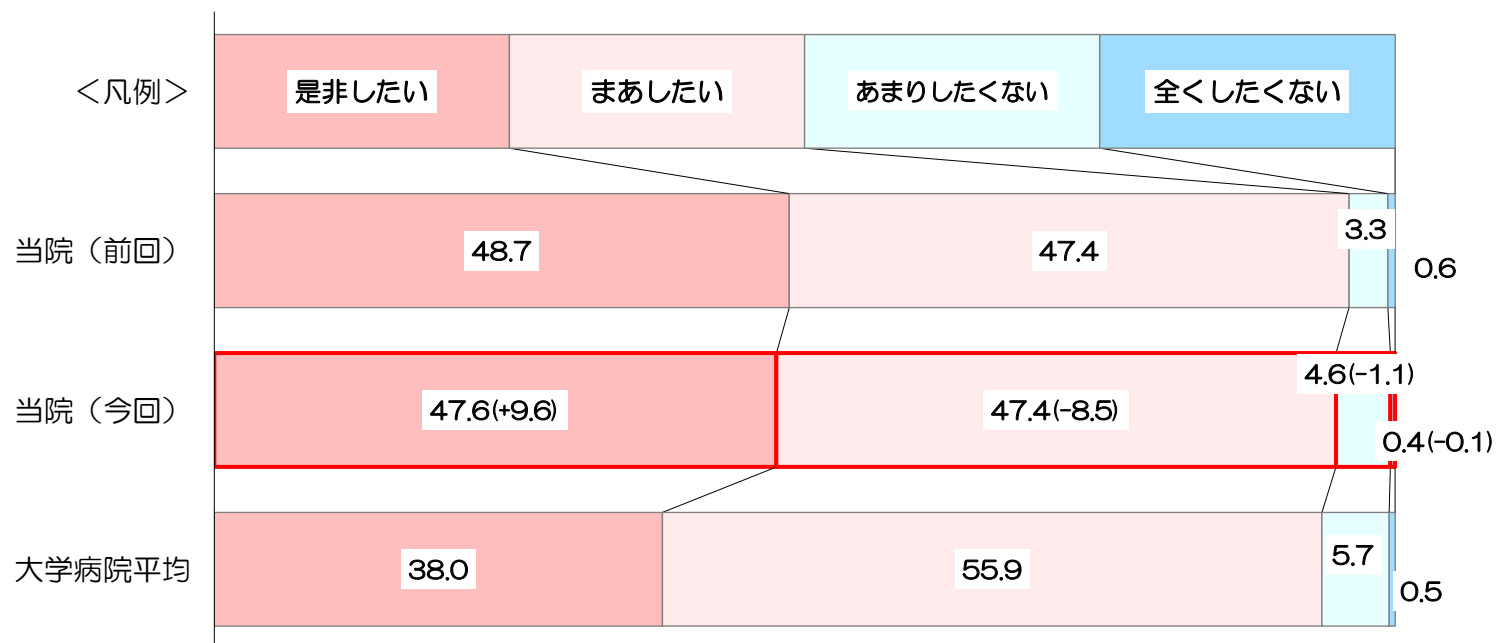 ＜凡例＞ 是非したい まあしたい あまりしたくない 全くしたくない
当院（前回） 48.7 47.4 3.3 0.6
当院（今回） 47.6(+9.6) 47.4(-8.5) 4.6(-1.1) 0.4(-0.1)
大学病院平均 38.0 55.9 5.7 0.5